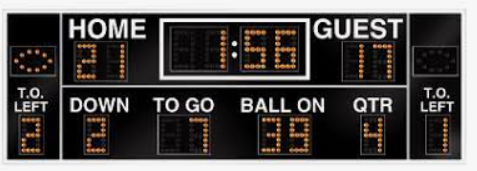 HOME 1:56 GUEST
21 17
T.O. LEFT DOWN TO GO BALL ON QTR T.O. LEFT
2 2 7 39 4 1